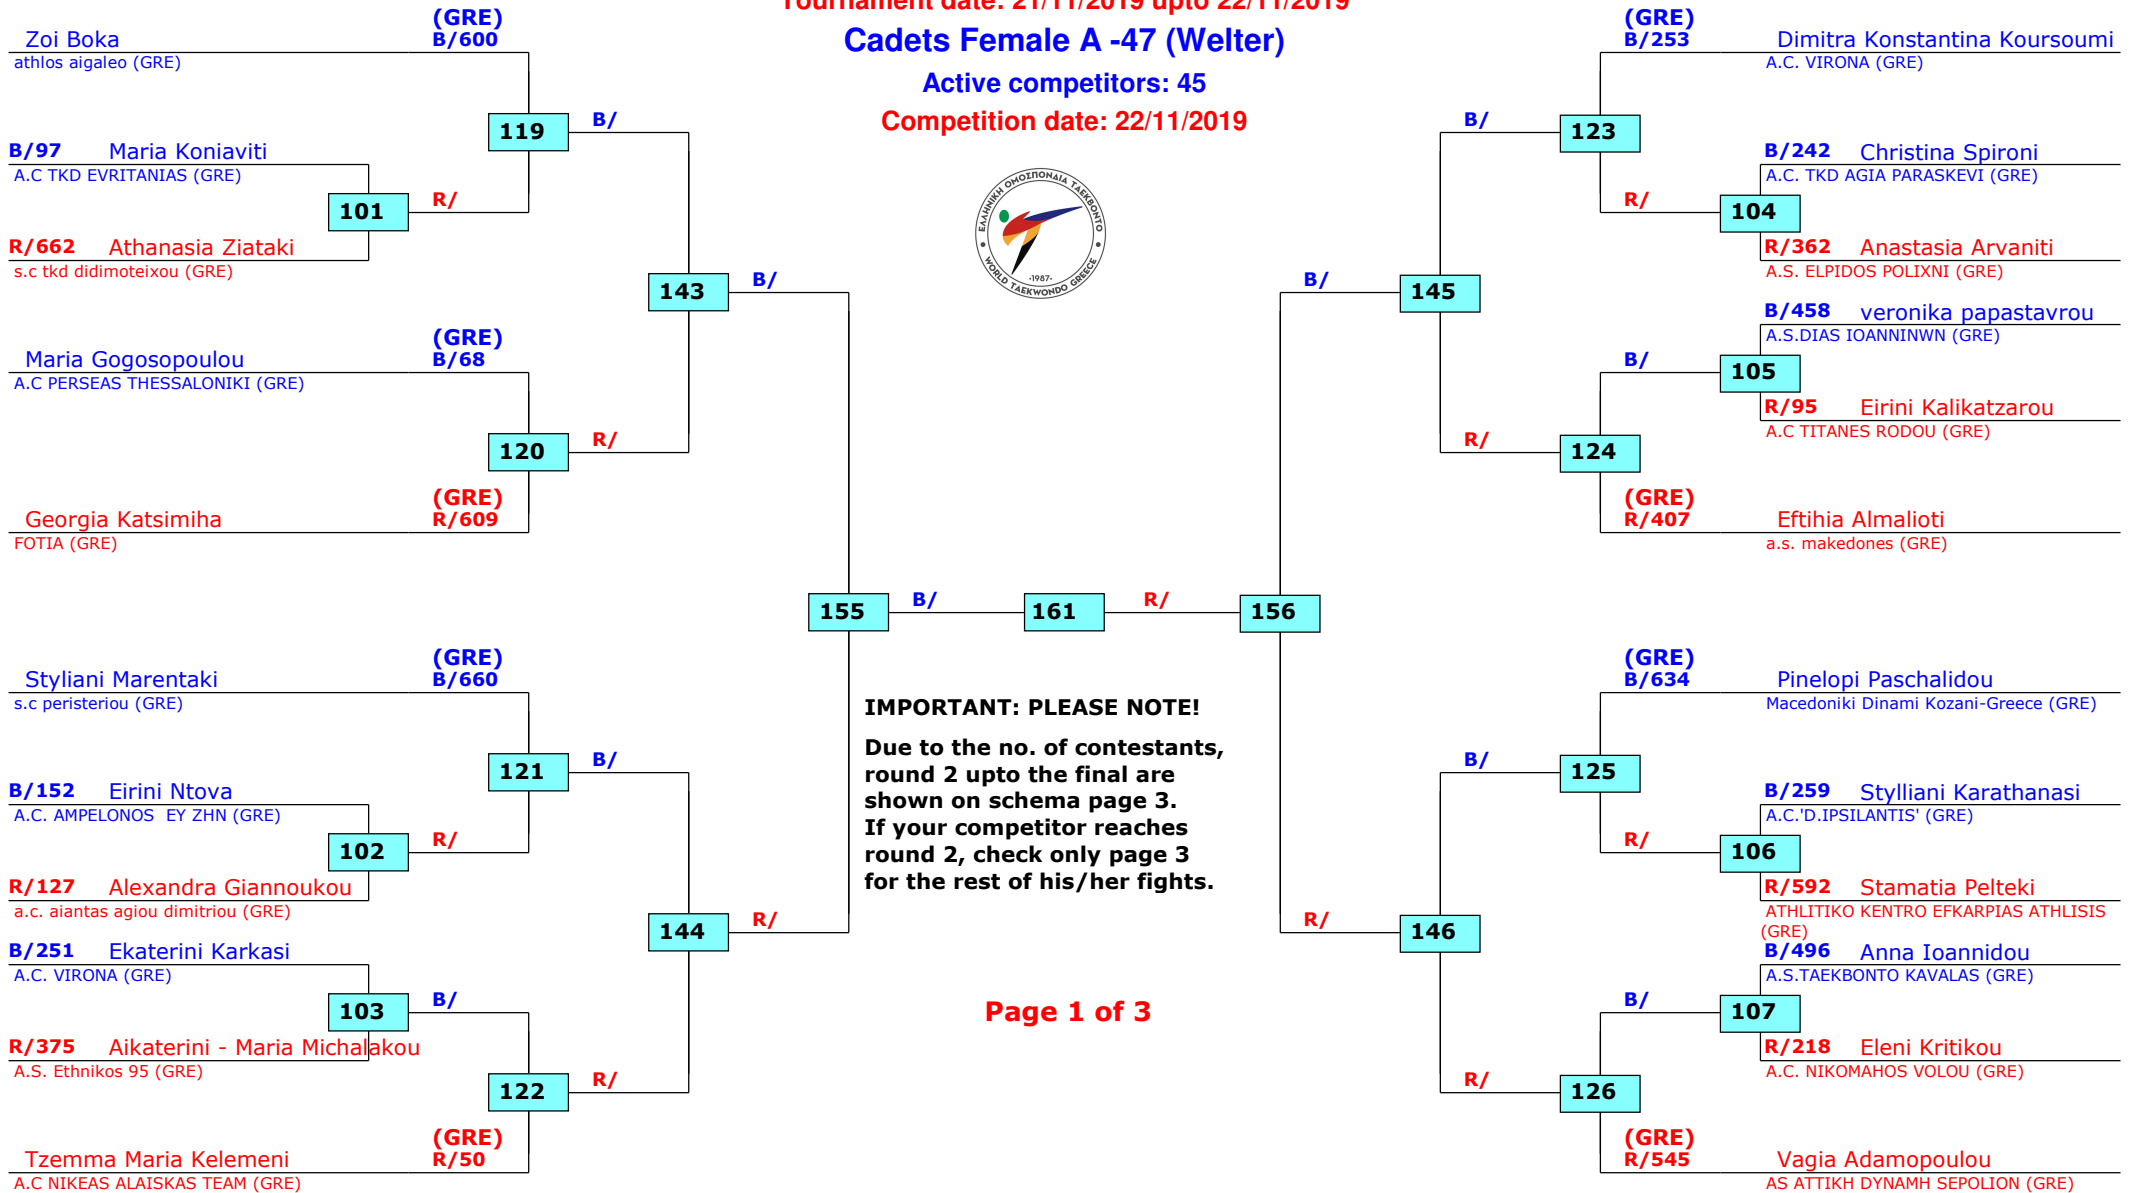 Tournament date: 21/11/2019 upto 22/11/2019
Cadets Female A -47 (Welter)
Active competitors: 45
Competition date: 22/11/2019
ΕΛΛΗΝΙΚΗ ΟΜΟΣΠΟΝΔΙΑ ΤΑΕΚΒΟΝΤΟ
·1987·
WORLD TAEKWONDO GREECE
(GRE)
Zoi Boka B/600
athlos aigaleo (GRE)
119
B/
B/97 Maria Koniaviti
A.C TKD EVRITANIAS (GRE)
101
R/
R/662 Athanasia Ziataki
s.c tkd didimoteixou (GRE)
143
B/
(GRE)
Maria Gogosopoulou B/68
A.C PERSEAS THESSALONIKI (GRE)
120
R/
(GRE)
Georgia Katsimiha R/609
FOTIA (GRE)
155
B/
161
R/
156
(GRE)
Styliani Marentaki B/660
s.c peristeriou (GRE)
121
B/
B/152 Eirini Ntova
A.C. AMPELONOS  EY ZHN (GRE)
102
R/
R/127 Alexandra Giannoukou
a.c. aiantas agiou dimitriou (GRE)
144
R/
B/251 Ekaterini Karkasi
A.C. VIRONA (GRE)
103
B/
R/375 Aikaterini - Maria Michalakou
A.S. Ethnikos 95 (GRE)
122
R/
(GRE)
Tzemma Maria Kelemeni R/50
A.C NIKEAS ALAISKAS TEAM (GRE)
IMPORTANT: PLEASE NOTE!
Due to the no. of contestants,
round 2 upto the final are
shown on schema page 3.
If your competitor reaches
round 2, check only page 3
for the rest of his/her fights.
Page 1 of 3
(GRE)
B/253 Dimitra Konstantina Koursoumi
A.C. VIRONA (GRE)
B/
123
B/242 Christina Spironi
A.C. TKD AGIA PARASKEVI (GRE)
R/
104
R/362 Anastasia Arvaniti
A.S. ELPIDOS POLIXNI (GRE)
B/
145
B/458 veronika papastavrou
A.S.DIAS IOANNINWN (GRE)
B/
105
R/95 Eirini Kalikatzarou
A.C TITANES RODOU (GRE)
R/
124
(GRE)
R/407 Eftihia Almalioti
a.s. makedones (GRE)
(GRE)
B/634 Pinelopi Paschalidou
Macedoniki Dinami Kozani-Greece (GRE)
B/
125
B/259 Stylliani Karathanasi
A.C.'D.IPSILANTIS' (GRE)
R/
106
R/592 Stamatia Pelteki
ATHLITIKO KENTRO EFKARPIAS ATHLISIS
(GRE)
R/
146
B/496 Anna Ioannidou
A.S.TAEKBONTO KAVALAS (GRE)
B/
107
R/218 Eleni Kritikou
A.C. NIKOMAHOS VOLOU (GRE)
R/
126
(GRE)
R/545 Vagia Adamopoulou
AS ATTIKH DYNAMH SEPOLION (GRE)